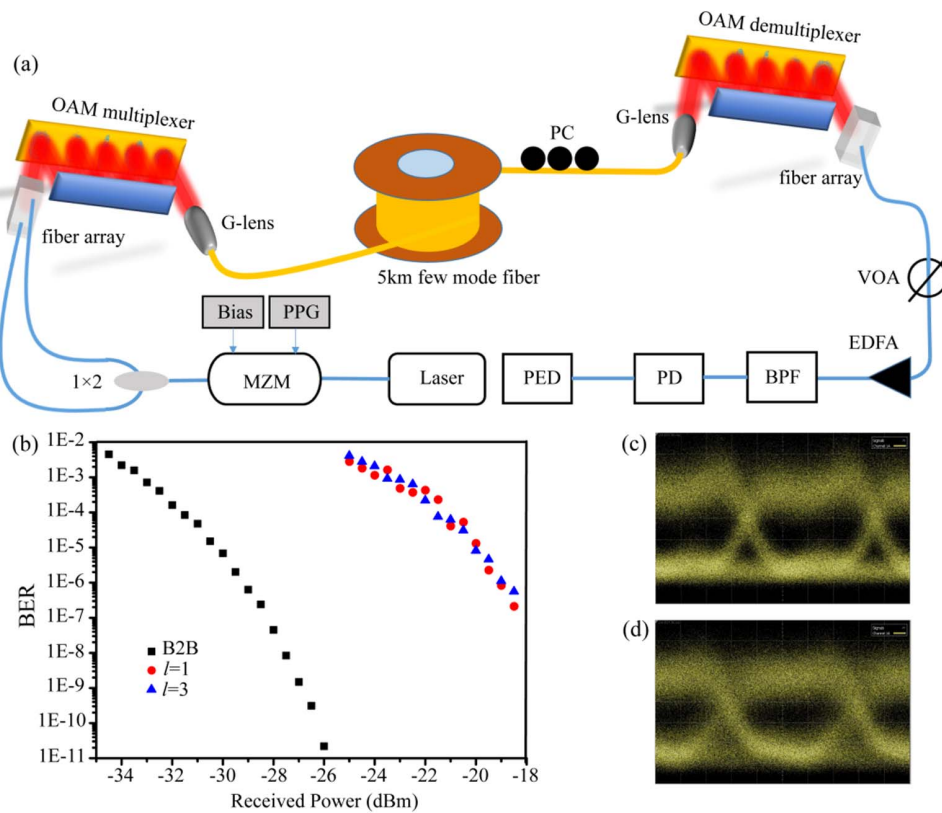 (a)
OAM multiplexer
fiber array
G-lens
5km few mode fiber
PC
G-lens
OAM demultiplexer
fiber array
VOA
EDFA
Bias
PPG
1×2
MZM
Laser
PED
PD
BPF
(b)
1E-2
1E-3
1E-4
1E-5
1E-6
1E-7
1E-8
1E-9
1E-10
1E-11
BER
B2B
l=1
l=3
-34 -32 -30 -28 -26 -24 -22 -20 -18
Received Power (dBm)
(c)
(d)